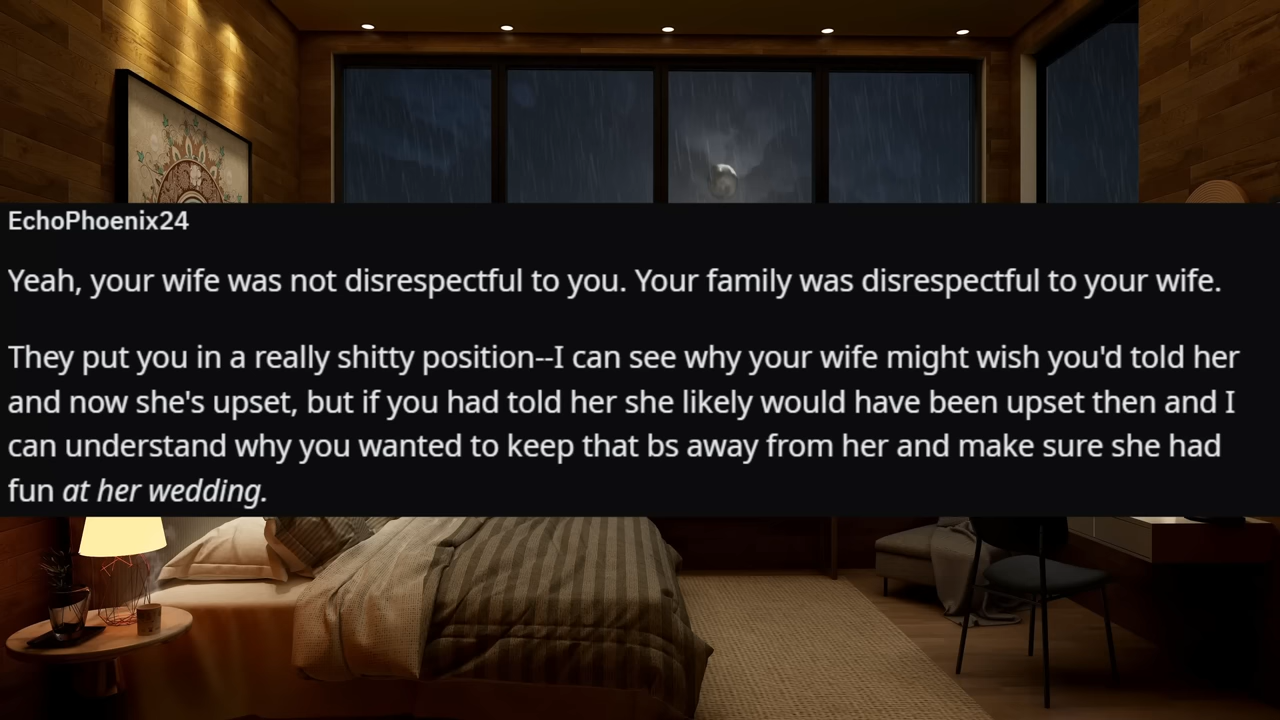 EchoPhoenix24
Yeah, your wife was not disrespectful to you. Your family was disrespectful to your wife.
They put you in a really shitty position--I can see why your wife might wish you'd told her
and now she's upset, but if you had told her she likely would have been upset then and I
can understand why you wanted to keep that bs away from her and make sure she had
fun at her wedding.